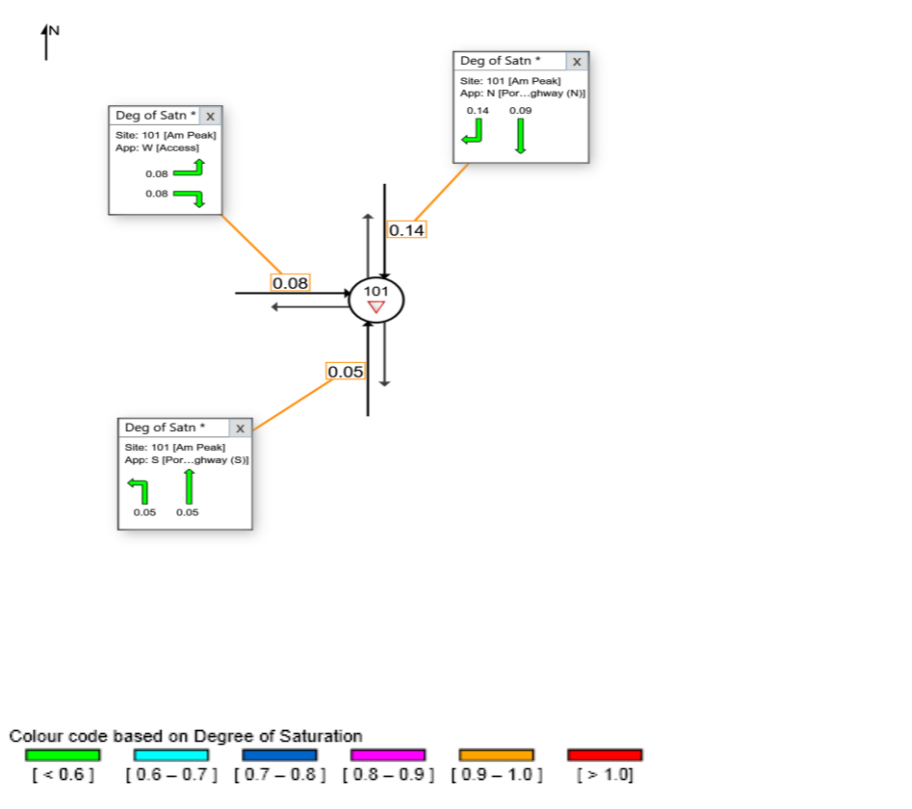 N
Deg of Satn * x
Site: 101 [Am Peak]
App: N [Por...ghway (N)]
0.14 0.09
Deg of Satn * x
Site: 101 [Am Peak]
App: W [Access]
0.08
0.08
0.14
0.08
101
0.05
Deg of Satn * x
Site: 101 [Am Peak]
App: S [Por...ghway (S)]
0.05 0.05
Colour code based on Degree of Saturation
[ < 0.6 ] [ 0.6 – 0.7 ] [ 0.7 – 0.8 ] [ 0.8 – 0.9 ] [ 0.9 – 1.0 ] [ > 1.0]